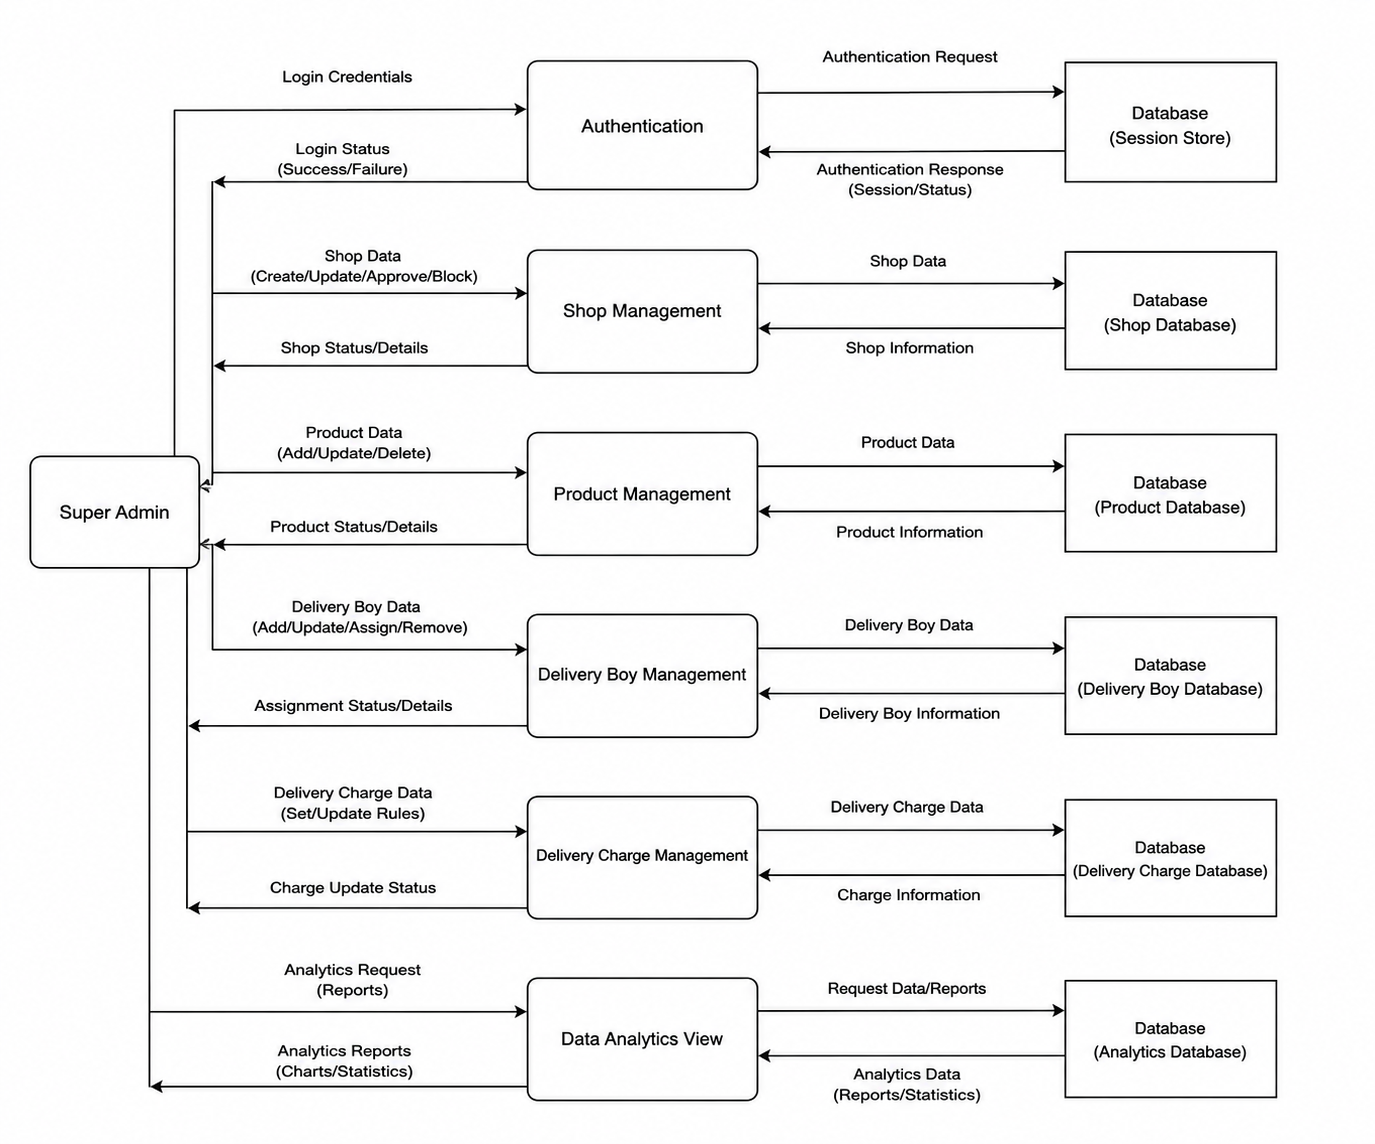 Login Credentials
Authentication Request
Authentication
Database
(Session Store)
Login Status
(Success/Failure)
Authentication Response
(Session/Status)
Shop Data
(Create/Update/Approve/Block)
Shop Management
Shop Data
Database
(Shop Database)
Shop Status/Details
Shop Information
Product Data
(Add/Update/Delete)
Product Data
Super Admin
Product Management
Database
(Product Database)
Product Status/Details
Product Information
Delivery Boy Data
(Add/Update/Assign/Remove)
Delivery Boy Data
Delivery Boy Management
Database
(Delivery Boy Database)
Assignment Status/Details
Delivery Boy Information
Delivery Charge Data
(Set/Update Rules)
Delivery Charge Data
Delivery Charge Management
Database
(Delivery Charge Database)
Charge Update Status
Charge Information
Analytics Request
(Reports)
Request Data/Reports
Data Analytics View
Database
(Analytics Database)
Analytics Reports
(Charts/Statistics)
Analytics Data
(Reports/Statistics)